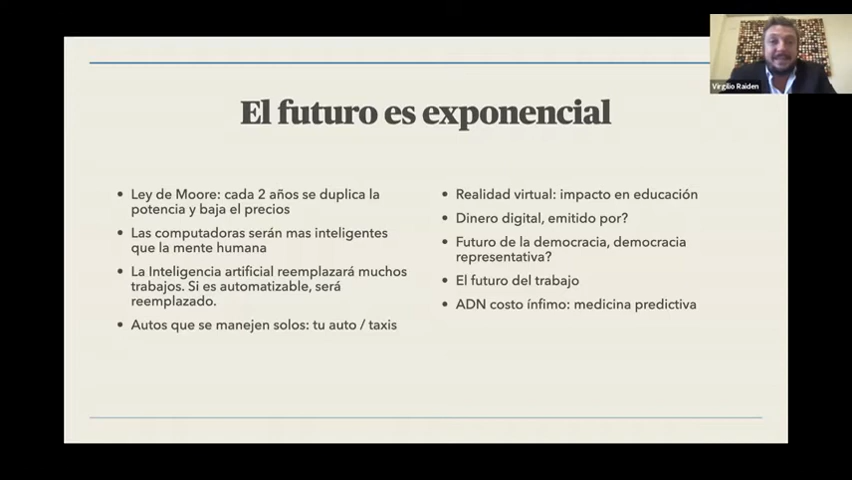 El futuro es exponencial
Virgilio Raiden
• Ley de Moore: cada 2 años se duplica la
potencia y baja el precios
• Las computadoras serán mas inteligentes
que la mente humana
• La Inteligencia artificial reemplazará muchos
trabajos. Si es automatizable, será
reemplazado.
• Autos que se manejen solos: tu auto / taxis
• Realidad virtual: impacto en educación
• Dinero digital, emitido por?
• Futuro de la democracia, democracia
representativa?
• El futuro del trabajo
• ADN costo ínfimo: medicina predictiva